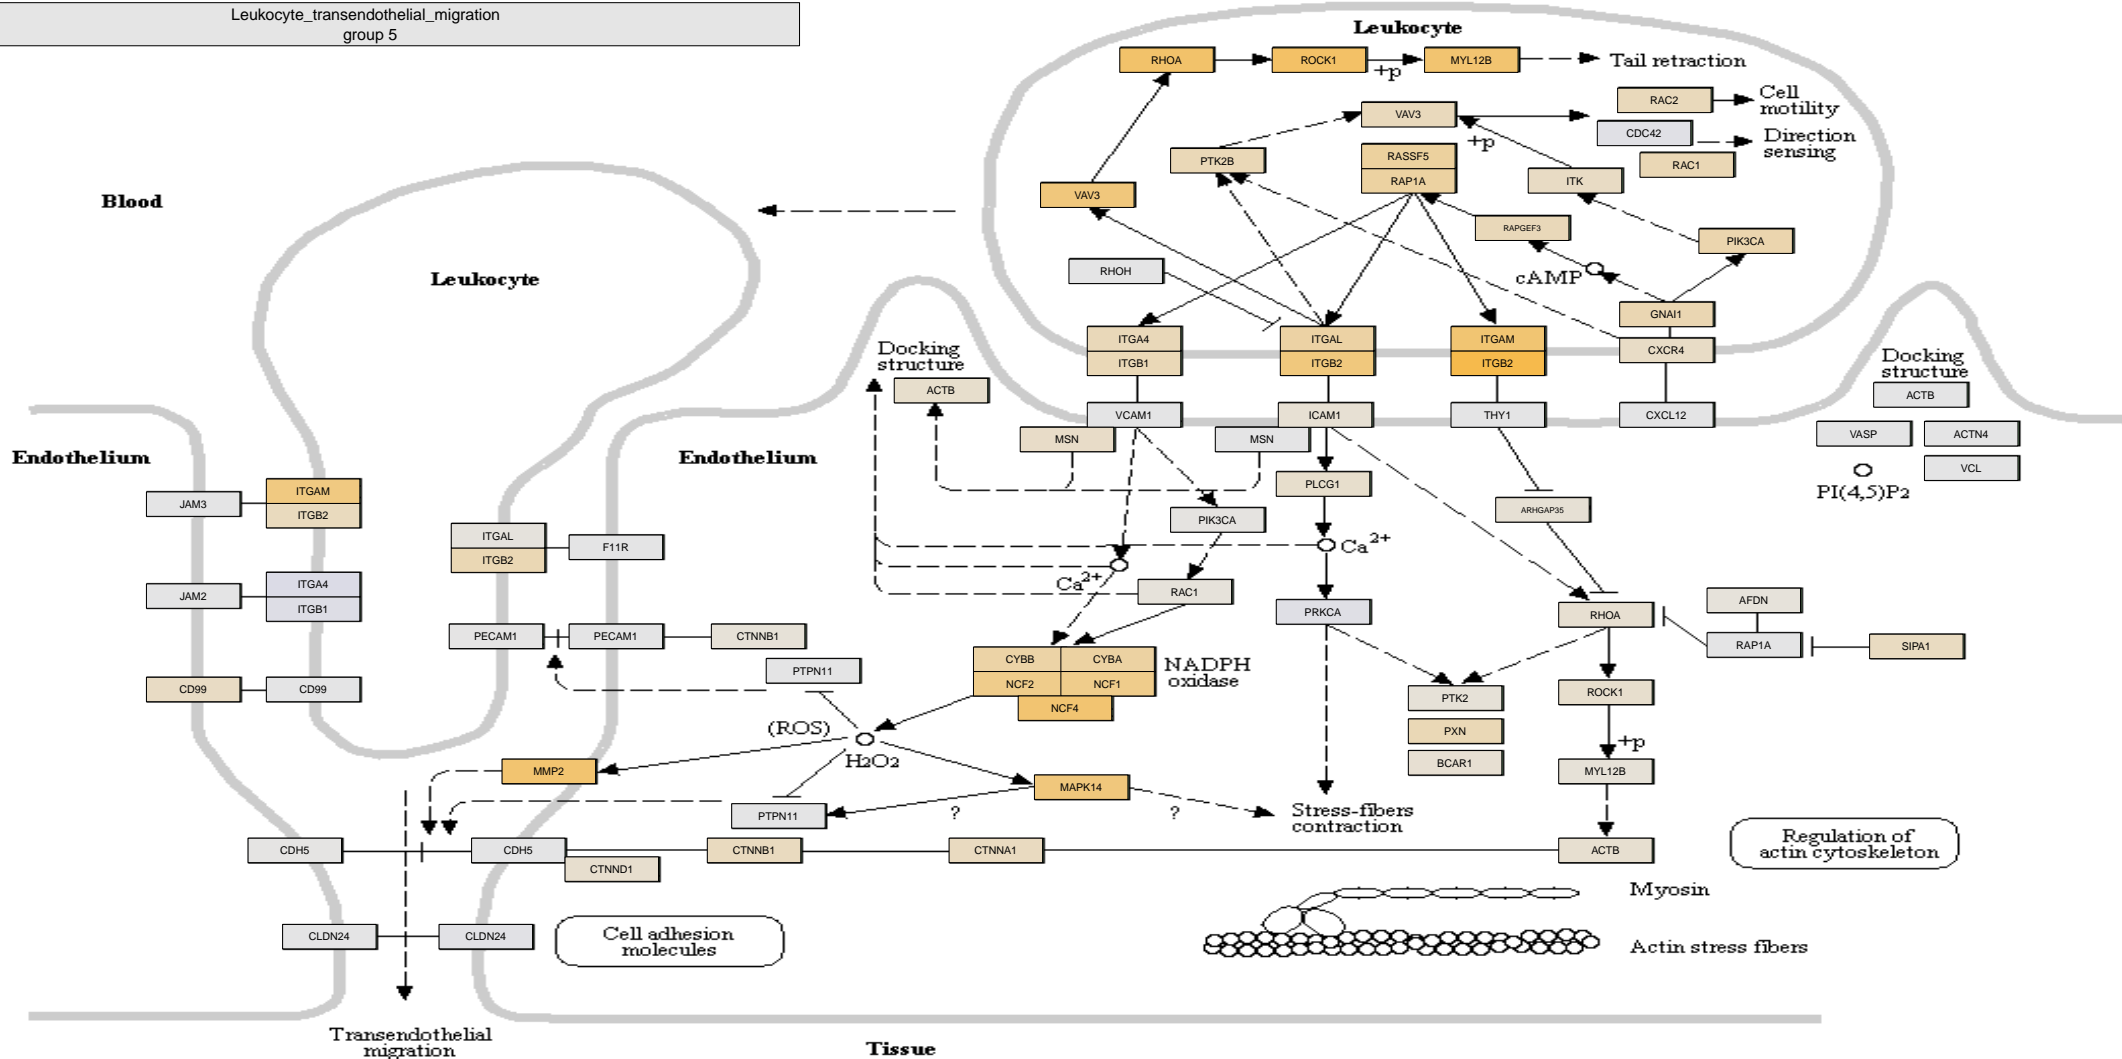 Leukocyte_transendothelial_migration
group 5
Leukocyte
RHOA
ROCK1
+p
MYL12B
Tail retraction
VAV3
+p
RAC2
Cell
motility
CDC42
Direction
sensing
RAC1
PTK2B
RASSF5
RAP1A
ITK
VAV3
RAPGEF3
PIK3CA
RHOH
cAMP
GNAI1
ITGA4
ITGB1
ITGAL
ITGB2
ITGAM
ITGB2
CXCR4
Blood
Leukocyte
Docking
structure
ACTB
VCAM1
ICAM1
THY1
CXCL12
MSN
MSN
Docking
structure
ACTB
VASP
ACTN4
VCL
PI(4,5)P2
Endothelium
Endothelium
JAM3
ITGAM
ITGB2
ITGAL
ITGB2
F11R
JAM2
ITGA4
ITGB1
PECAM1
PECAM1
CTNNB1
PTPN11
CD99
CD99
PLCG1
PIK3CA
ARHGAP35
Ca2+
Ca2+
RAC1
PRKCA
RHOA
AFDN
RAP1A
SIPA1
CYBB
CYBA
NCF2
NCF1
NCF4
NADPH
oxidase
PTK2
PXN
BCAR1
ROCK1
+p
MYL12B
(ROS)
H2O2
MMP2
MAPK14
?
?
PTPN11
Stress-fibers
contraction
CDH5
CDH5
CTNND1
CTNNB1
CTNNA1
ACTB
Regulation of
actin cytoskeleton
Myosin
Actin stress fibers
CLDN24
CLDN24
Cell adhesion
molecules
Transendothelial
migration
Tissue